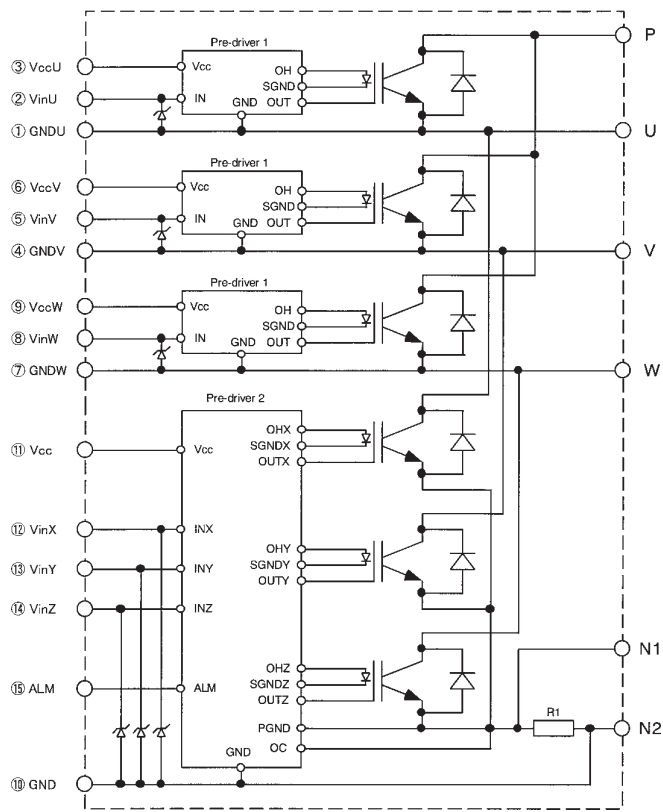 Pre-driver 1
P
③ VccU
Vcc
OH
② VinU
IN
SGND
GND
OUT
① GNDU
U
Pre-driver 1
⑥ VccV
Vcc
OH
⑤ VinV
IN
SGND
GND
OUT
④ GNDV
V
Pre-driver 1
⑨ VccW
Vcc
OH
⑧ VinW
IN
SGND
GND
OUT
⑦ GNDW
W
Pre-driver 2
OHX
⑪ Vcc
Vcc
SGNDX
OUTX
⑫ VinX
INX
OHY
⑬ VinY
INY
SGNDY
OUTY
⑭ VinZ
INZ
N1
OHZ
⑮ ALM
ALM
SGNDZ
OUTZ
R1
PGND
N2
OC
GND
⑩ GND